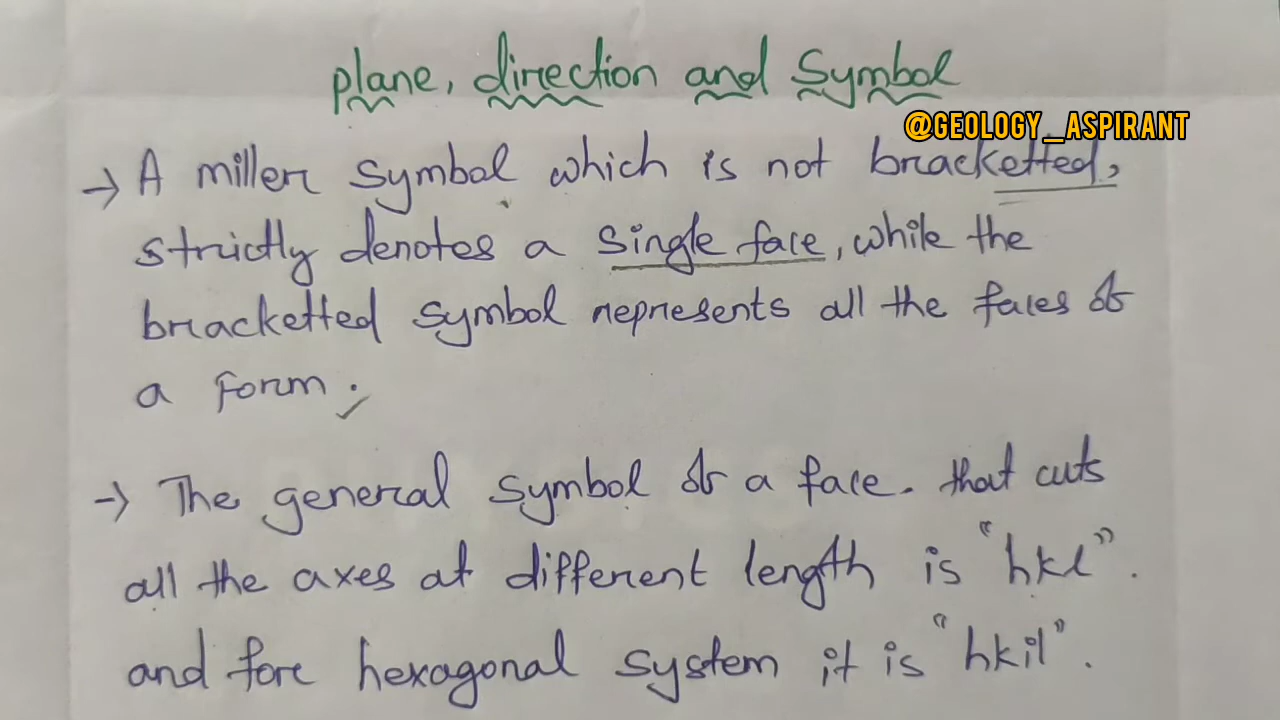 plane, direction and Symbol
@GEOLOGY_ASPIRANT
→ A miller symbol which is not bracketted,
strictly denotes a single face, while the
bracketted symbol represents all the faces of
a form.
→ The general symbol of a face. that cuts
all the axes at different length is "hkl".
and fore hexagonal system it is "hkil".